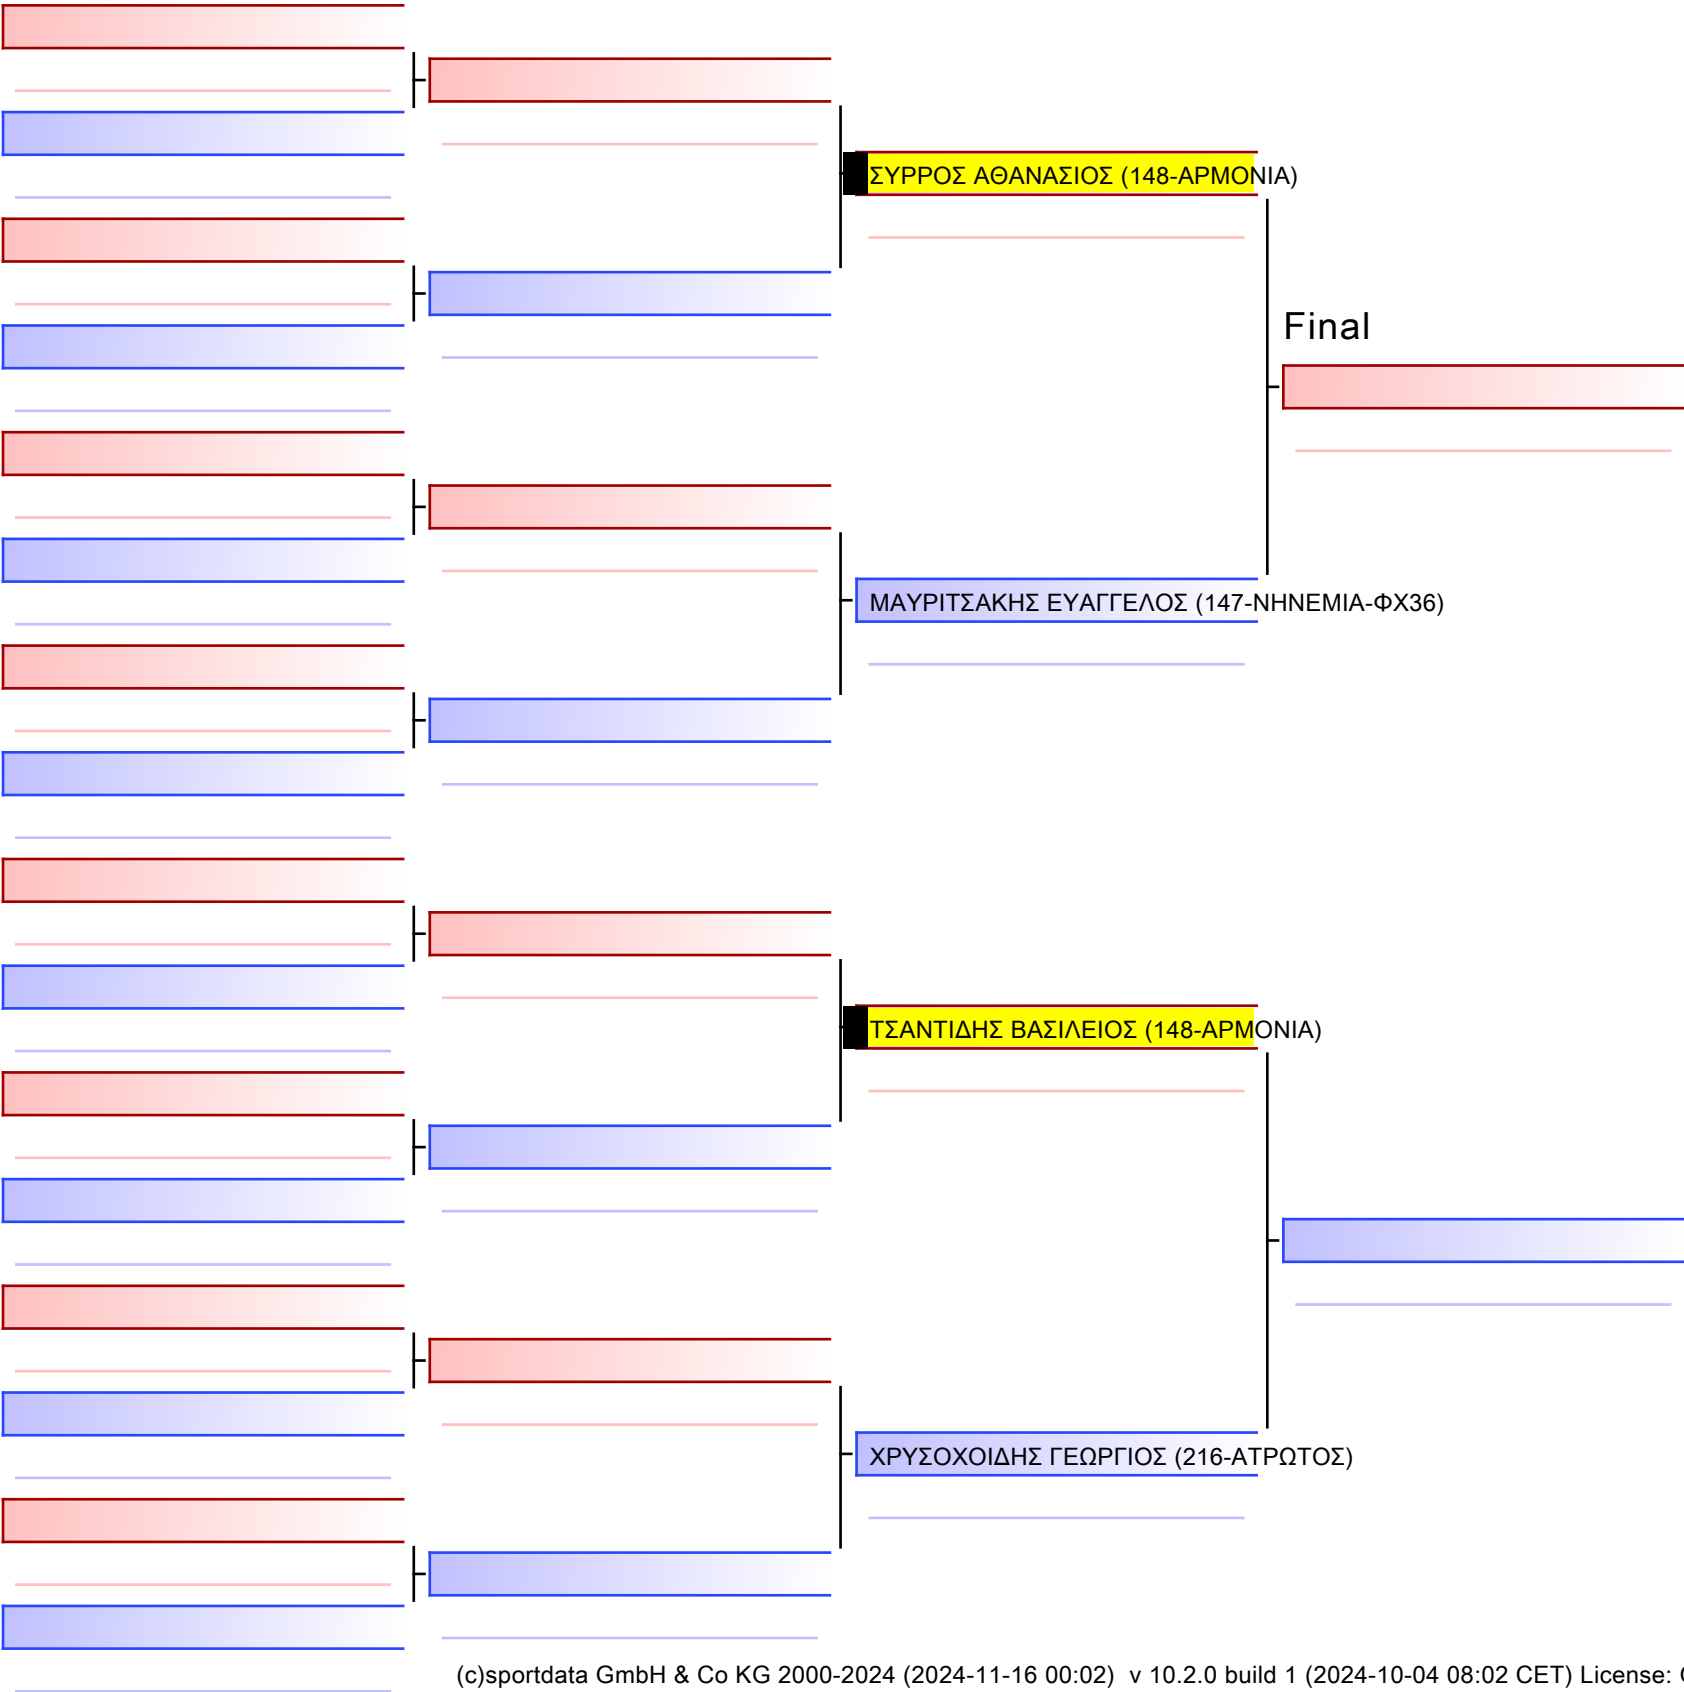 ΣΥΡΡΟΣ ΑΘΑΝΑΣΙΟΣ (148-ΑΡΜΟΝΙΑ)
Final
ΜΑΥΡΙΤΣΑΚΗΣ ΕΥΑΓΓΕΛΟΣ (147-ΝΗΝΕΜΙΑ-ΦΧ36)
ΤΣΑΝΤΙΔΗΣ ΒΑΣΙΛΕΙΟΣ (148-ΑΡΜΟΝΙΑ)
ΧΡΥΣΟΧΟΙΔΗΣ ΓΕΩΡΓΙΟΣ (216-ΑΤΡΩΤΟΣ)
(c)sportdata GmbH & Co KG 2000-2024 (2024-11-16 00:02) v 10.2.0 build 1 (2024-10-04 08:02 CET) License: